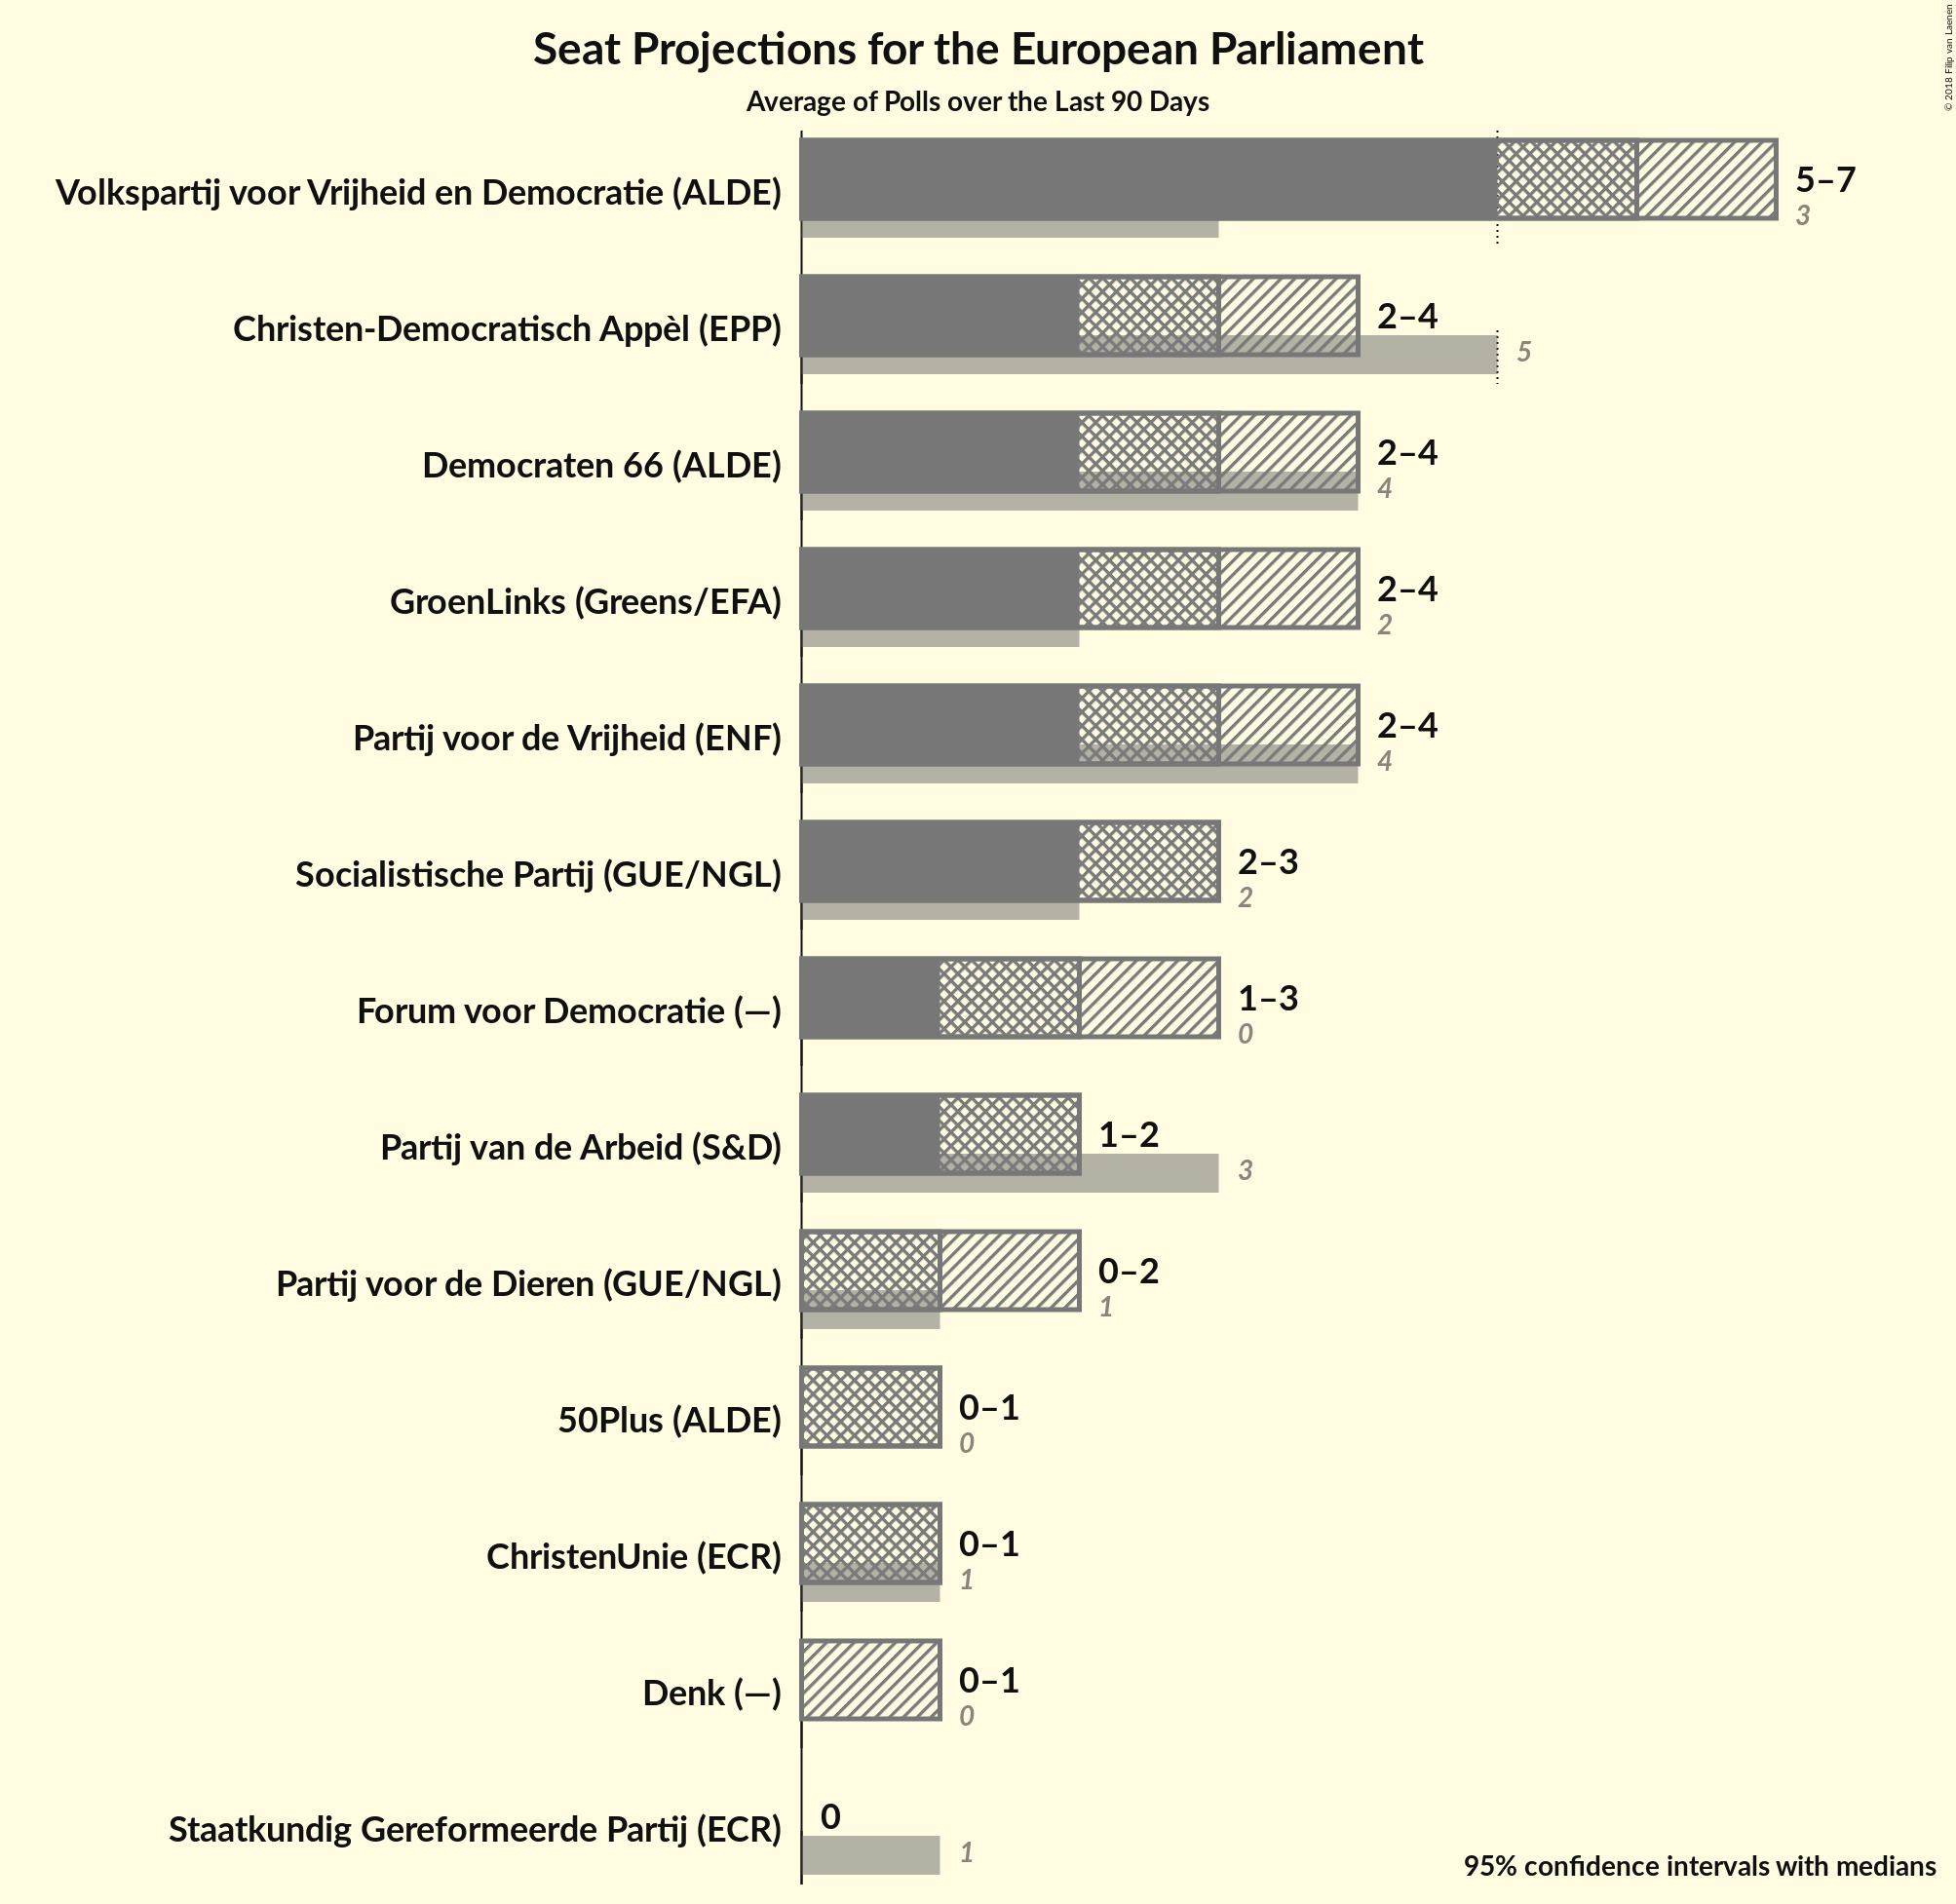 Seat Projections for the European Parliament
Average of Polls over the Last 90 Days
© 2018 Filip van Laenen
Volkspartij voor Vrijheid en Democratie (ALDE)
5–7
3
Christen-Democratisch Appèl (EPP)
2–4
5
Democraten 66 (ALDE)
2–4
4
GroenLinks (Greens/EFA)
2–4
2
Partij voor de Vrijheid (ENF)
2–4
4
Socialistische Partij (GUE/NGL)
2–3
2
Forum voor Democratie (—)
1–3
0
Partij van de Arbeid (S&D)
1–2
3
Partij voor de Dieren (GUE/NGL)
0–2
1
50Plus (ALDE)
0–1
0
ChristenUnie (ECR)
0–1
1
Denk (—)
0–1
0
Staatkundig Gereformeerde Partij (ECR)
0
1
95% confidence intervals with medians